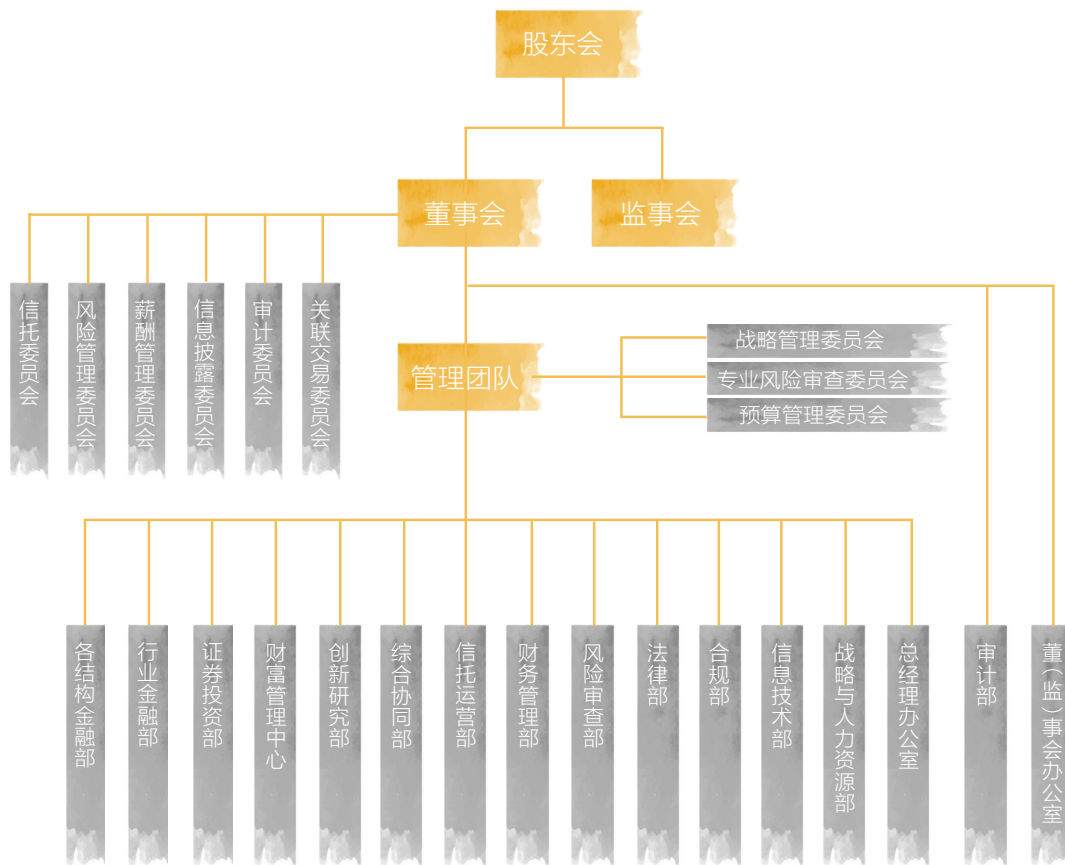 股东会
董事会
监事会
信托委员会
风险管理委员会
薪酬管理委员会
信息披露委员会
审计委员会
关联交易委员会
管理团队
战略管理委员会
专业风险审查委员会
预算管理委员会
各结构金融部
行业金融部
证券投资部
财富管理中心
创新研究部
综合协同部
信托运营部
财务管理部
风险审查部
法律部
合规部
信息技术部
战略与人力资源部
总经理办公室
审计部
董（监）事会办公室